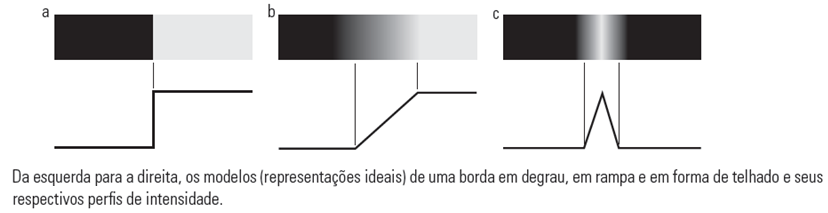 a
b
c
Da esquerda para a direita, os modelos (representações ideais) de uma borda em degrau, em rampa e em forma de telhado e seus
respectivos perfis de intensidade.